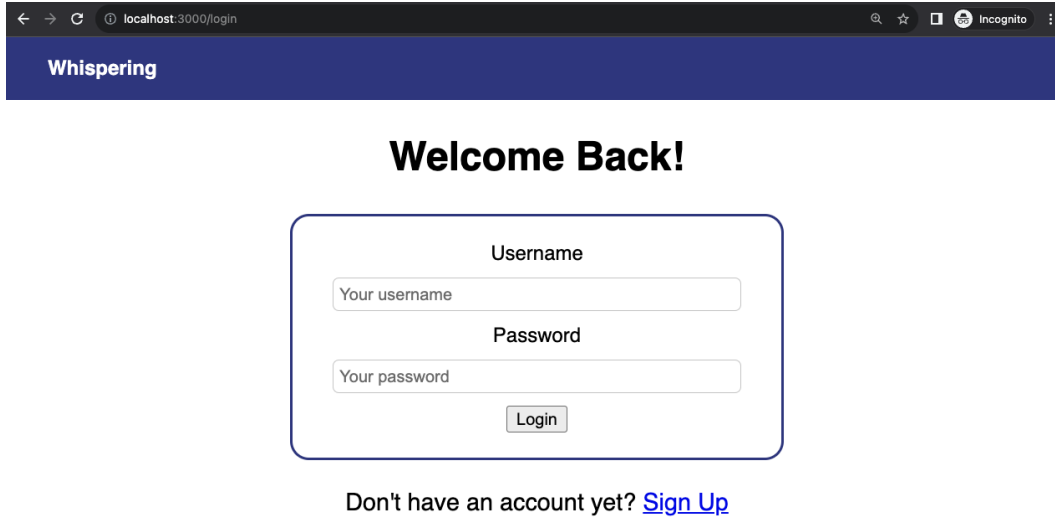 localhost:3000/login
Incognito
Whispering
Welcome Back!
Username
Your username
Password
Your password
Login
Don't have an account yet? Sign Up